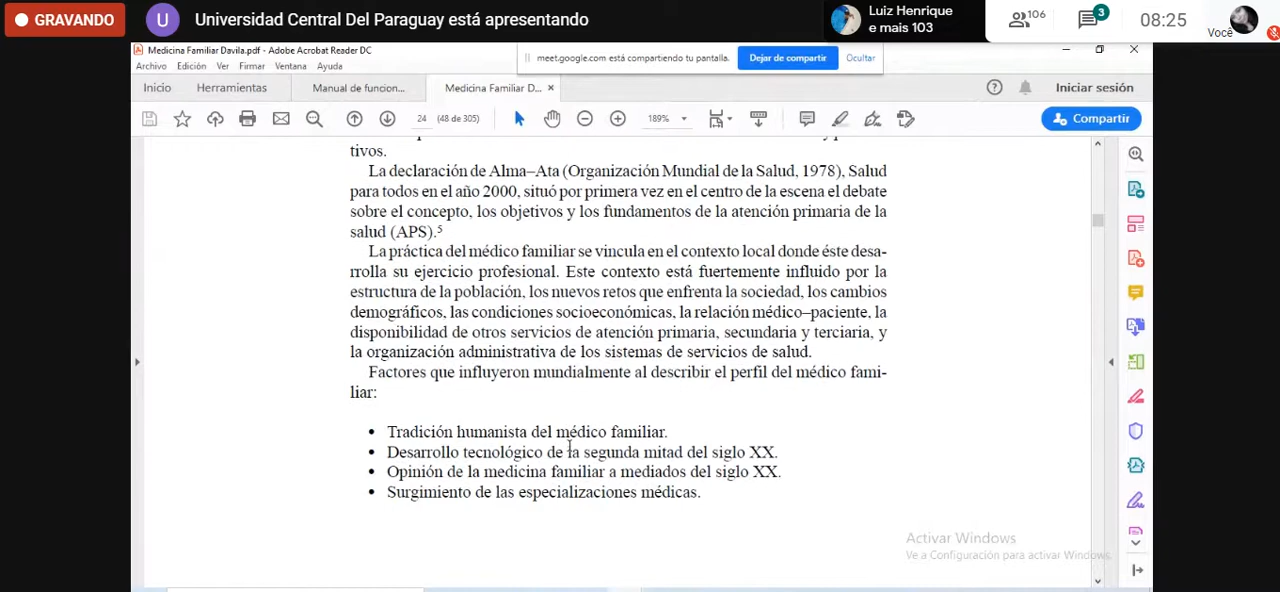 GRAVANDO
U
Universidad Central Del Paraguay está apresentando
Luiz Henrique
e mais 103
106
3
08:25
Você
Medicina Familiar Davila.pdf - Adobe Acrobat Reader DC
meet.google.com está compartiendo tu pantalla.
Dejar de compartir
Ocultar
Archivo Edición Ver Firmar Ventana Ayuda
Inicio Herramientas Manual de funcion... Medicina Familiar D... × Iniciar sesión
24 (48 de 305) 189% Compartir
tivos.
La declaración de Alma–Ata (Organización Mundial de la Salud, 1978), Salud
para todos en el año 2000, situó por primera vez en el centro de la escena el debate
sobre el concepto, los objetivos y los fundamentos de la atención primaria de la
salud (APS).⁵
La práctica del médico familiar se vincula en el contexto local donde éste desa-
rrolla su ejercicio profesional. Este contexto está fuertemente influido por la
estructura de la población, los nuevos retos que enfrenta la sociedad, los cambios
demográficos, las condiciones socioeconómicas, la relación médico–paciente, la
disponibilidad de otros servicios de atención primaria, secundaria y terciaria, y
la organización administrativa de los sistemas de servicios de salud.
Factores que influyeron mundialmente al describir el perfil del médico fami-
liar:
• Tradición humanista del médico familiar.
• Desarrollo tecnológico de la segunda mitad del siglo XX.
• Opinión de la medicina familiar a mediados del siglo XX.
• Surgimiento de las especializaciones médicas.
Activar Windows
Ve a Configuración para activar Windows.